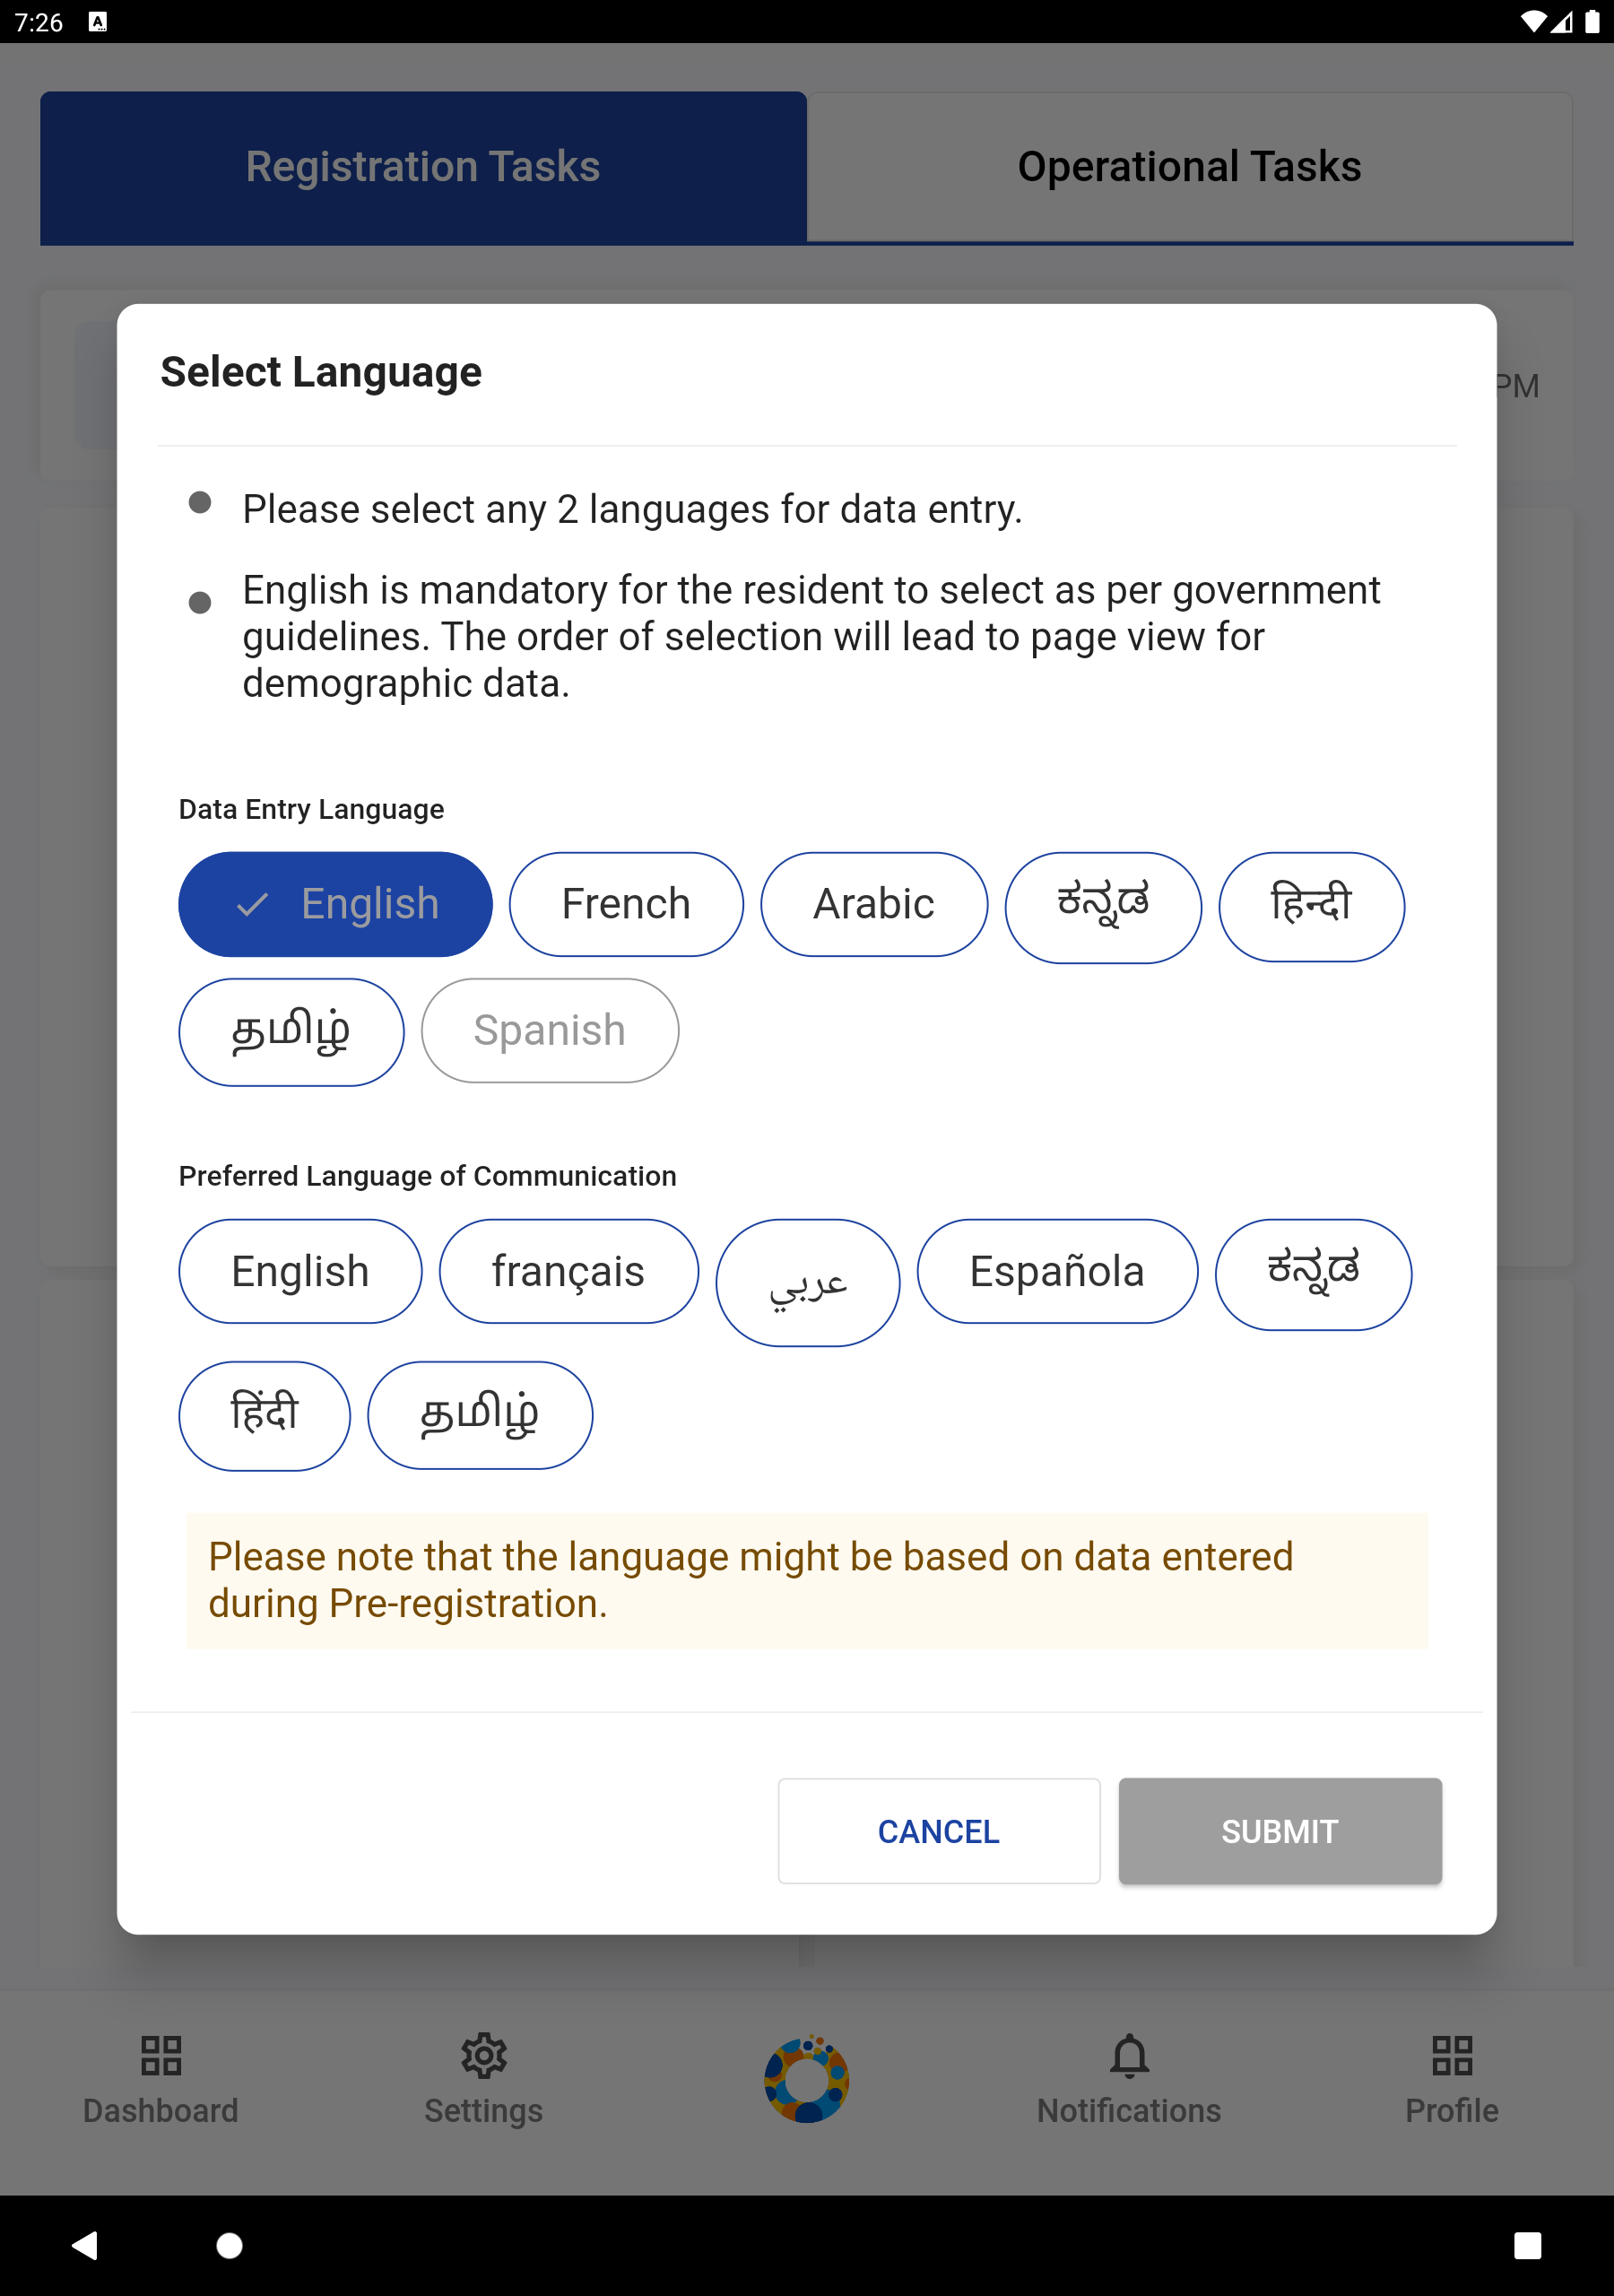 7:26
Registration Tasks
Operational Tasks
PM
Select Language
Please select any 2 languages for data entry.
English is mandatory for the resident to select as per government
guidelines. The order of selection will lead to page view for
demographic data.
Data Entry Language
English French Arabic ಕನ್ನಡ हिन्दी
தமிழ் Spanish
Preferred Language of Communication
English français عربي Española ಕನ್ನಡ
हिंदी தமிழ்
Please note that the language might be based on data entered
during Pre-registration.
CANCEL SUBMIT
Dashboard Settings Notifications Profile